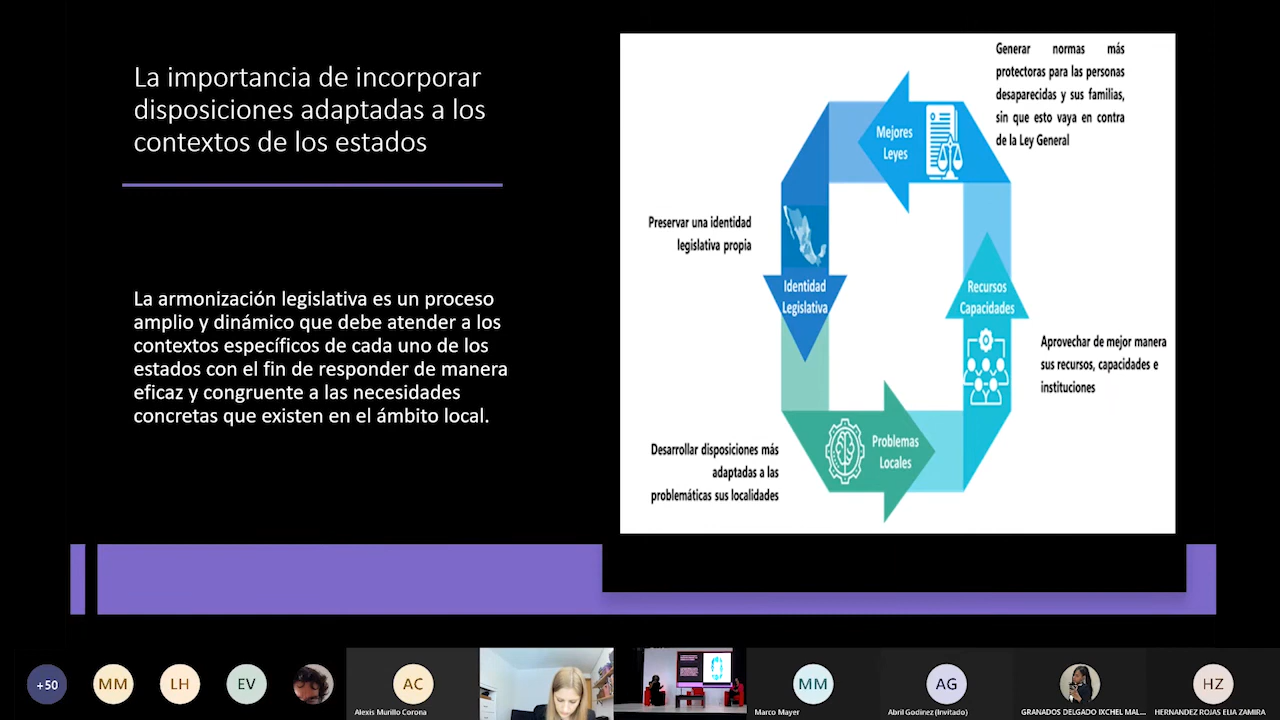 La importancia de incorporar
disposiciones adaptadas a los
contextos de los estados
La armonización legislativa es un proceso
amplio y dinámico que debe atender a los
contextos específicos de cada uno de los
estados con el fin de responder de manera
eficaz y congruente a las necesidades
concretas que existen en el ámbito local.
Generar normas más
protectoras para las personas
desaparecidas y sus familias,
sin que esto vaya en contra
de la Ley General
Mejores
Leyes
Preservar una identidad
legislativa propia
Identidad
Legislativa
Recursos
Capacidades
Aprovechar de mejor manera
sus recursos, capacidades e
instituciones
Problemas
Locales
Desarrollar disposiciones más
adaptadas a las
problemáticas sus localidades
+50
MM
LH
EV
AC
Alexis Murillo Corona
MM
Marco Mayer
AG
Abril Godinez (Invitado)
GRANADOS DELGADO IXCHEL MAL...
HZ
HERNANDEZ ROJAS ELIA ZAMIRA